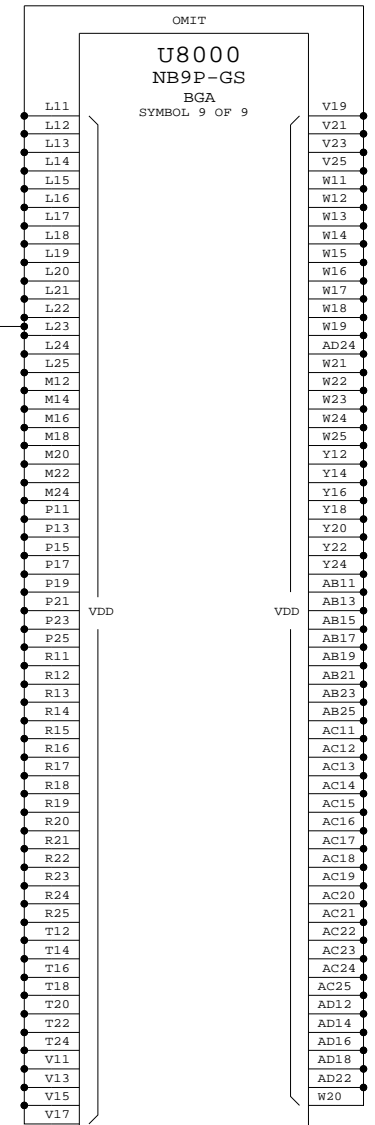 OMIT
U8000
NB9P-GS
BGA
SYMBOL 9 OF 9
L11 V19
L12 V21
L13 V23
L14 V25
L15 W11
L16 W12
L17 W13
L18 W14
L19 W15
L20 W16
L21 W17
L22 W18
L23 W19
L24 AD24
L25 W21
M12 W22
M14 W23
M16 W24
M18 W25
M20 Y12
M22 Y14
M24 Y16
P11 Y18
P13 Y20
P15 Y22
P17 Y24
P19 AB11
P21 AB13
VDD VDD
P23 AB15
P25 AB17
R11 AB19
R12 AB21
R13 AB23
R14 AB25
R15 AC11
R16 AC12
R17 AC13
R18 AC14
R19 AC15
R20 AC16
R21 AC17
R22 AC18
R23 AC19
R24 AC20
R25 AC21
T12 AC22
T14 AC23
T16 AC24
T18 AC25
T20 AD12
T22 AD14
T24 AD16
V11 AD18
V13 AD22
V15 W20
V17